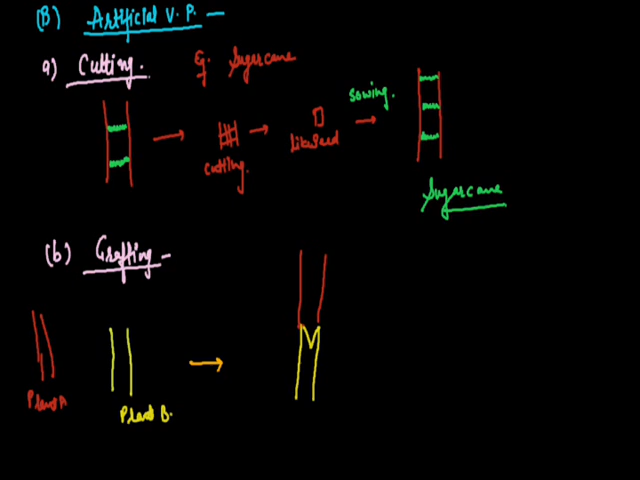 (B) Artificial V. P. -
a) Cutting. Eg. Sugarcane
sowing.
cutting.
like seed
Sugarcane
(b) Grafting -
Plant A
Plant B.